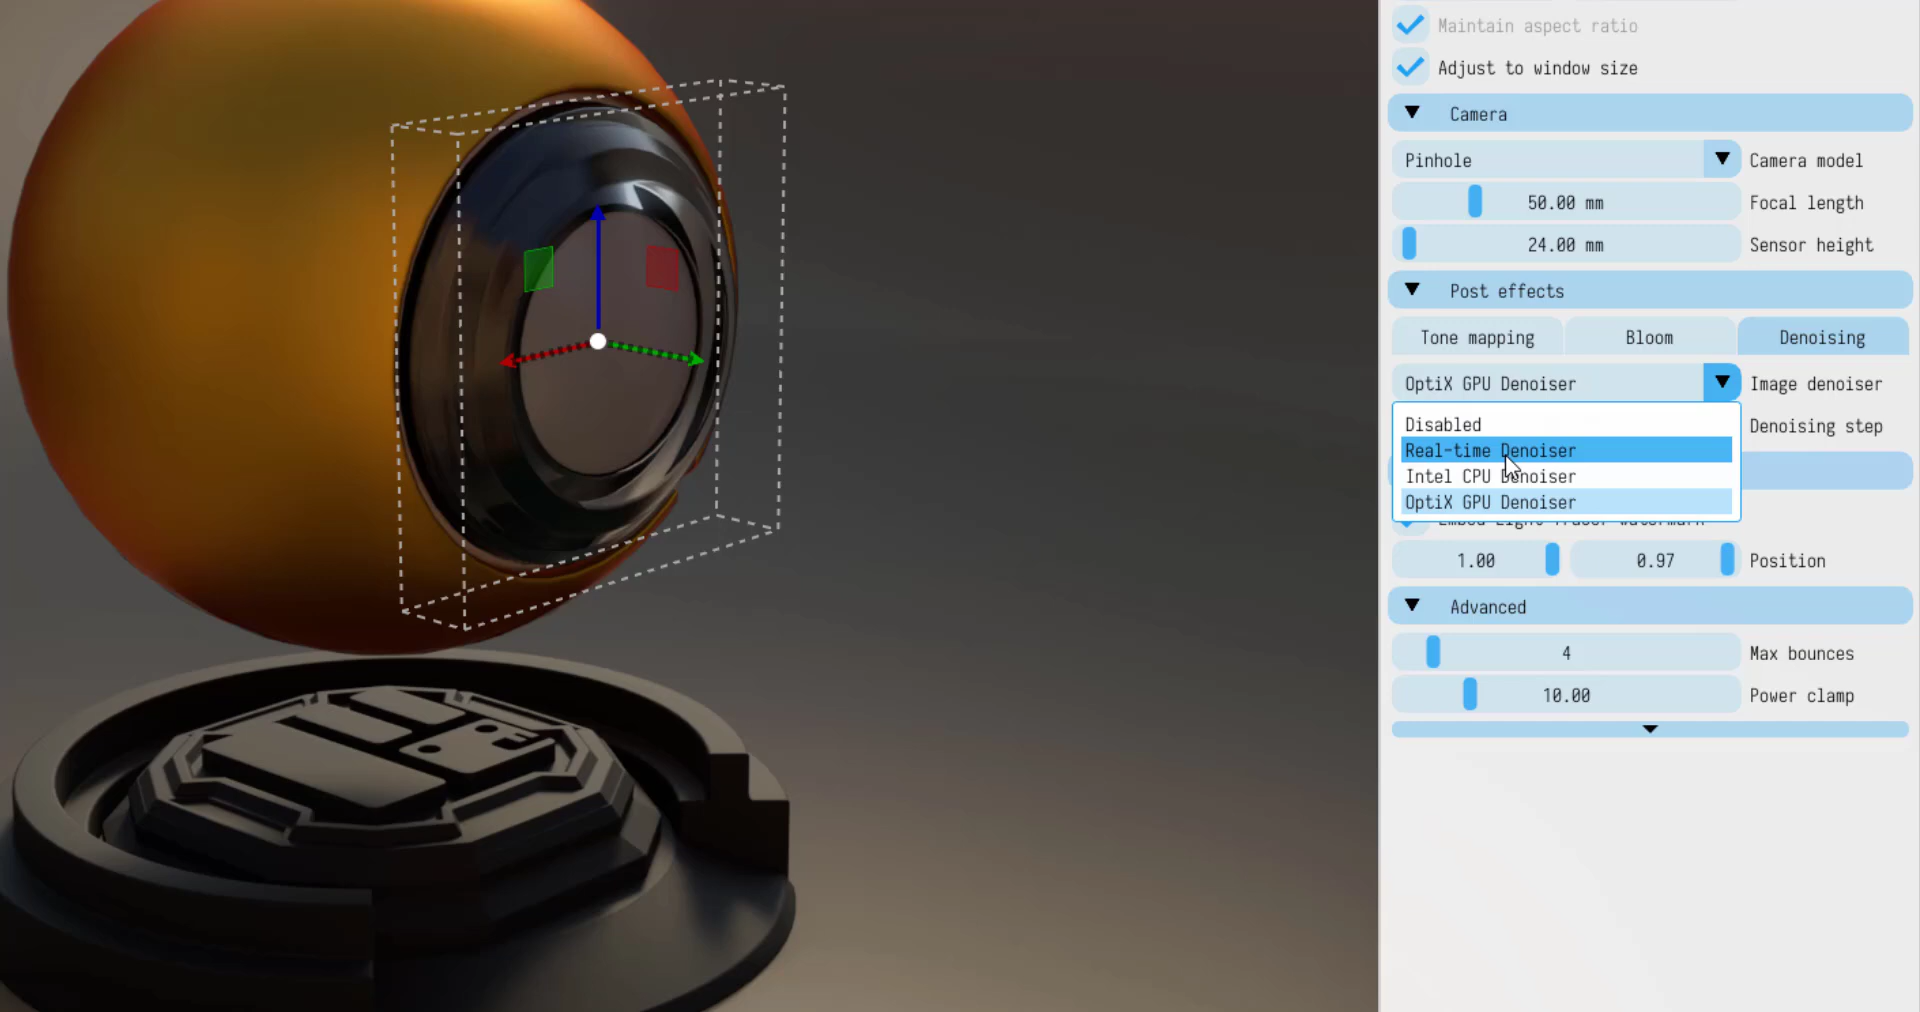 Maintain aspect ratio
Adjust to window size
Camera
Pinhole Camera model
50.00 mm Focal length
24.00 mm Sensor height
Post effects
Tone mapping Bloom Denoising
OptiX GPU Denoiser Image denoiser
Disabled Denoising step
Real-time Denoiser
Intel CPU Denoiser
OptiX GPU Denoiser
1.00 0.97 Position
Advanced
4 Max bounces
10.00 Power clamp